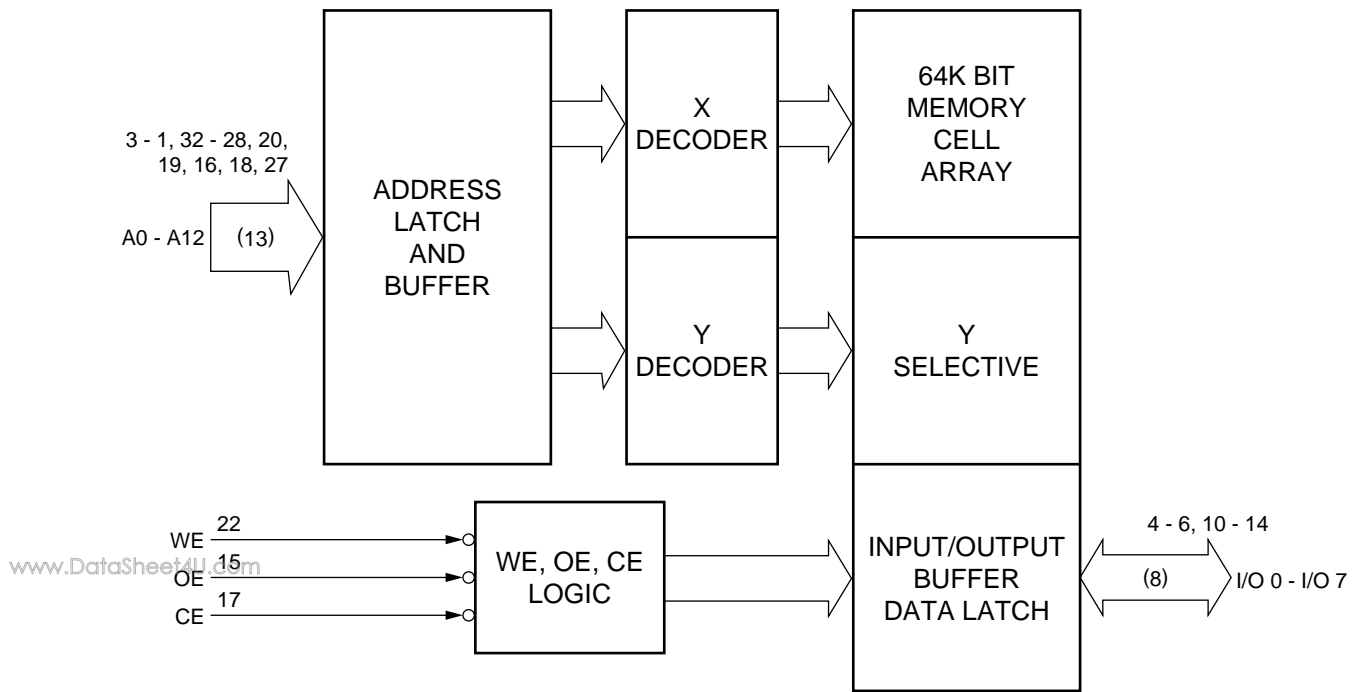 3 - 1, 32 - 28, 20,
19, 16, 18, 27
A0 - A12
(13)
ADDRESS
LATCH
AND
BUFFER
X
DECODER
64K BIT
MEMORY
CELL
ARRAY
Y
DECODER
Y
SELECTIVE
WE
22
OE
15
CE
17
www.DataSheet4U.com
WE, OE, CE
LOGIC
INPUT/OUTPUT
BUFFER
DATA LATCH
4 - 6, 10 - 14
(8)
I/O 0 - I/O 7